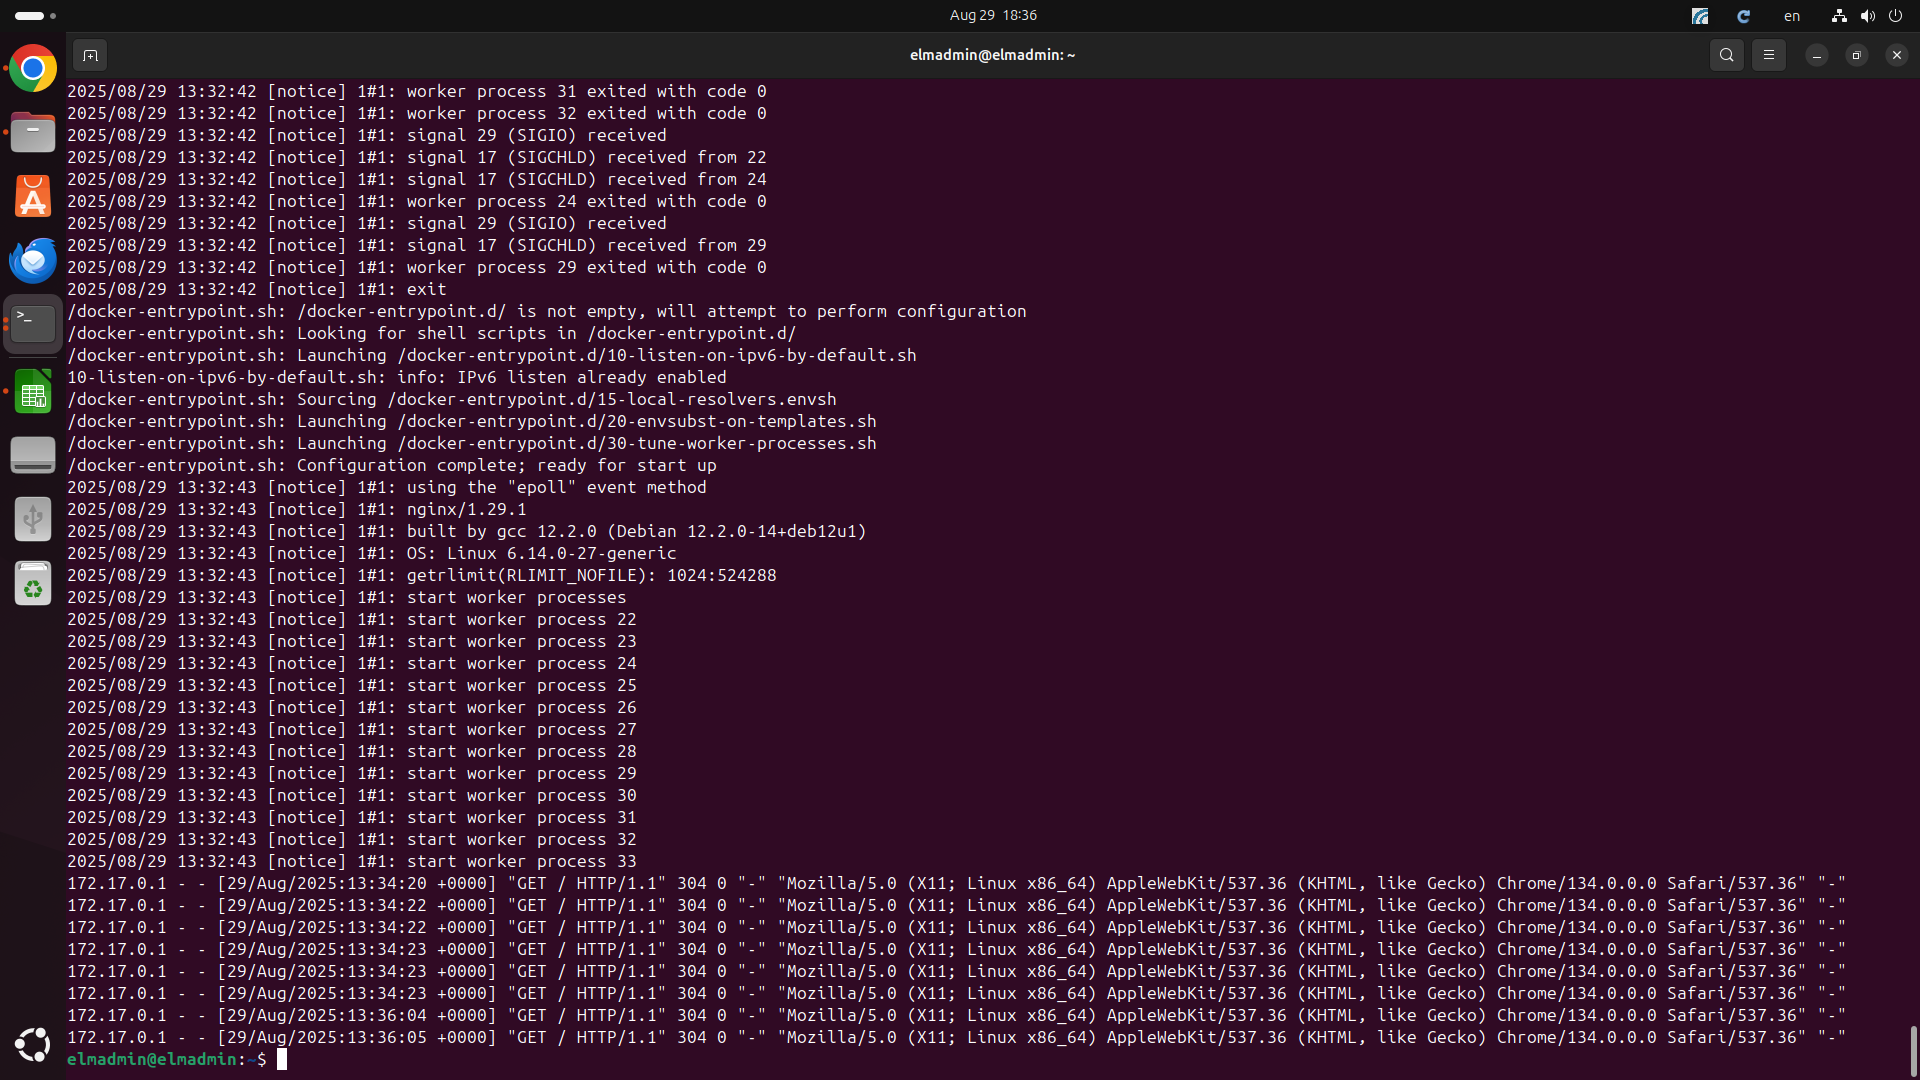 Aug 29 18:36
en
elmadmin@elmadmin: ~
2025/08/29 13:32:42 [notice] 1#1: worker process 31 exited with code 0
2025/08/29 13:32:42 [notice] 1#1: worker process 32 exited with code 0
2025/08/29 13:32:42 [notice] 1#1: signal 29 (SIGIO) received
2025/08/29 13:32:42 [notice] 1#1: signal 17 (SIGCHLD) received from 22
2025/08/29 13:32:42 [notice] 1#1: signal 17 (SIGCHLD) received from 24
2025/08/29 13:32:42 [notice] 1#1: worker process 24 exited with code 0
2025/08/29 13:32:42 [notice] 1#1: signal 29 (SIGIO) received
2025/08/29 13:32:42 [notice] 1#1: signal 17 (SIGCHLD) received from 29
2025/08/29 13:32:42 [notice] 1#1: worker process 29 exited with code 0
2025/08/29 13:32:42 [notice] 1#1: exit
/docker-entrypoint.sh: /docker-entrypoint.d/ is not empty, will attempt to perform configuration
/docker-entrypoint.sh: Looking for shell scripts in /docker-entrypoint.d/
/docker-entrypoint.sh: Launching /docker-entrypoint.d/10-listen-on-ipv6-by-default.sh
10-listen-on-ipv6-by-default.sh: info: IPv6 listen already enabled
/docker-entrypoint.sh: Sourcing /docker-entrypoint.d/15-local-resolvers.envsh
/docker-entrypoint.sh: Launching /docker-entrypoint.d/20-envsubst-on-templates.sh
/docker-entrypoint.sh: Launching /docker-entrypoint.d/30-tune-worker-processes.sh
/docker-entrypoint.sh: Configuration complete; ready for start up
2025/08/29 13:32:43 [notice] 1#1: using the "epoll" event method
2025/08/29 13:32:43 [notice] 1#1: nginx/1.29.1
2025/08/29 13:32:43 [notice] 1#1: built by gcc 12.2.0 (Debian 12.2.0-14+deb12u1)
2025/08/29 13:32:43 [notice] 1#1: OS: Linux 6.14.0-27-generic
2025/08/29 13:32:43 [notice] 1#1: getrlimit(RLIMIT_NOFILE): 1024:524288
2025/08/29 13:32:43 [notice] 1#1: start worker processes
2025/08/29 13:32:43 [notice] 1#1: start worker process 22
2025/08/29 13:32:43 [notice] 1#1: start worker process 23
2025/08/29 13:32:43 [notice] 1#1: start worker process 24
2025/08/29 13:32:43 [notice] 1#1: start worker process 25
2025/08/29 13:32:43 [notice] 1#1: start worker process 26
2025/08/29 13:32:43 [notice] 1#1: start worker process 27
2025/08/29 13:32:43 [notice] 1#1: start worker process 28
2025/08/29 13:32:43 [notice] 1#1: start worker process 29
2025/08/29 13:32:43 [notice] 1#1: start worker process 30
2025/08/29 13:32:43 [notice] 1#1: start worker process 31
2025/08/29 13:32:43 [notice] 1#1: start worker process 32
2025/08/29 13:32:43 [notice] 1#1: start worker process 33
172.17.0.1 - - [29/Aug/2025:13:34:20 +0000] "GET / HTTP/1.1" 304 0 "-" "Mozilla/5.0 (X11; Linux x86_64) AppleWebKit/537.36 (KHTML, like Gecko) Chrome/134.0.0.0 Safari/537.36" "-"
172.17.0.1 - - [29/Aug/2025:13:34:22 +0000] "GET / HTTP/1.1" 304 0 "-" "Mozilla/5.0 (X11; Linux x86_64) AppleWebKit/537.36 (KHTML, like Gecko) Chrome/134.0.0.0 Safari/537.36" "-"
172.17.0.1 - - [29/Aug/2025:13:34:22 +0000] "GET / HTTP/1.1" 304 0 "-" "Mozilla/5.0 (X11; Linux x86_64) AppleWebKit/537.36 (KHTML, like Gecko) Chrome/134.0.0.0 Safari/537.36" "-"
172.17.0.1 - - [29/Aug/2025:13:34:23 +0000] "GET / HTTP/1.1" 304 0 "-" "Mozilla/5.0 (X11; Linux x86_64) AppleWebKit/537.36 (KHTML, like Gecko) Chrome/134.0.0.0 Safari/537.36" "-"
172.17.0.1 - - [29/Aug/2025:13:34:23 +0000] "GET / HTTP/1.1" 304 0 "-" "Mozilla/5.0 (X11; Linux x86_64) AppleWebKit/537.36 (KHTML, like Gecko) Chrome/134.0.0.0 Safari/537.36" "-"
172.17.0.1 - - [29/Aug/2025:13:34:23 +0000] "GET / HTTP/1.1" 304 0 "-" "Mozilla/5.0 (X11; Linux x86_64) AppleWebKit/537.36 (KHTML, like Gecko) Chrome/134.0.0.0 Safari/537.36" "-"
172.17.0.1 - - [29/Aug/2025:13:36:04 +0000] "GET / HTTP/1.1" 304 0 "-" "Mozilla/5.0 (X11; Linux x86_64) AppleWebKit/537.36 (KHTML, like Gecko) Chrome/134.0.0.0 Safari/537.36" "-"
172.17.0.1 - - [29/Aug/2025:13:36:05 +0000] "GET / HTTP/1.1" 304 0 "-" "Mozilla/5.0 (X11; Linux x86_64) AppleWebKit/537.36 (KHTML, like Gecko) Chrome/134.0.0.0 Safari/537.36" "-"
elmadmin@elmadmin:~$